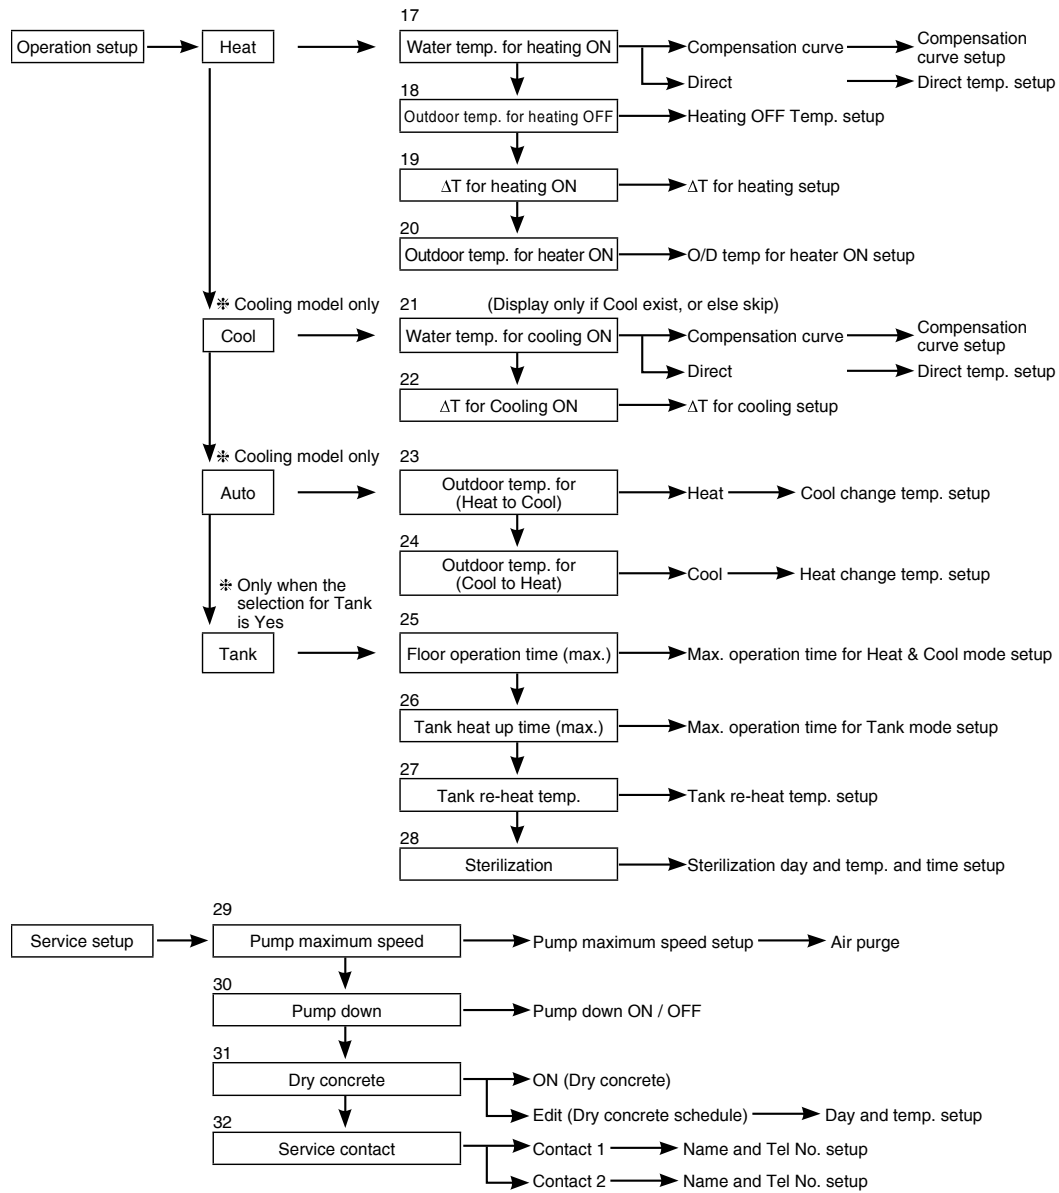 17
Operation setup
Heat
Water temp. for heating ON
Compensation curve
Compensation
curve setup
Direct
Direct temp. setup
18
Outdoor temp. for heating OFF
Heating OFF Temp. setup
19
ΔT for heating ON
ΔT for heating setup
20
Outdoor temp. for heater ON
O/D temp for heater ON setup
❉ Cooling model only
21
(Display only if Cool exist, or else skip)
Cool
Water temp. for cooling ON
Compensation curve
Compensation
curve setup
Direct
Direct temp. setup
22
ΔT for Cooling ON
ΔT for cooling setup
❉ Cooling model only
23
Auto
Outdoor temp. for
(Heat to Cool)
Heat
Cool change temp. setup
24
Outdoor temp. for
(Cool to Heat)
Cool
Heat change temp. setup
❉ Only when the
selection for Tank
is Yes
25
Tank
Floor operation time (max.)
Max. operation time for Heat & Cool mode setup
26
Tank heat up time (max.)
Max. operation time for Tank mode setup
27
Tank re-heat temp.
Tank re-heat temp. setup
28
Sterilization
Sterilization day and temp. and time setup
29
Service setup
Pump maximum speed
Pump maximum speed setup
Air purge
30
Pump down
Pump down ON / OFF
31
Dry concrete
ON (Dry concrete)
Edit (Dry concrete schedule)
Day and temp. setup
32
Service contact
Contact 1
Name and Tel No. setup
Contact 2
Name and Tel No. setup